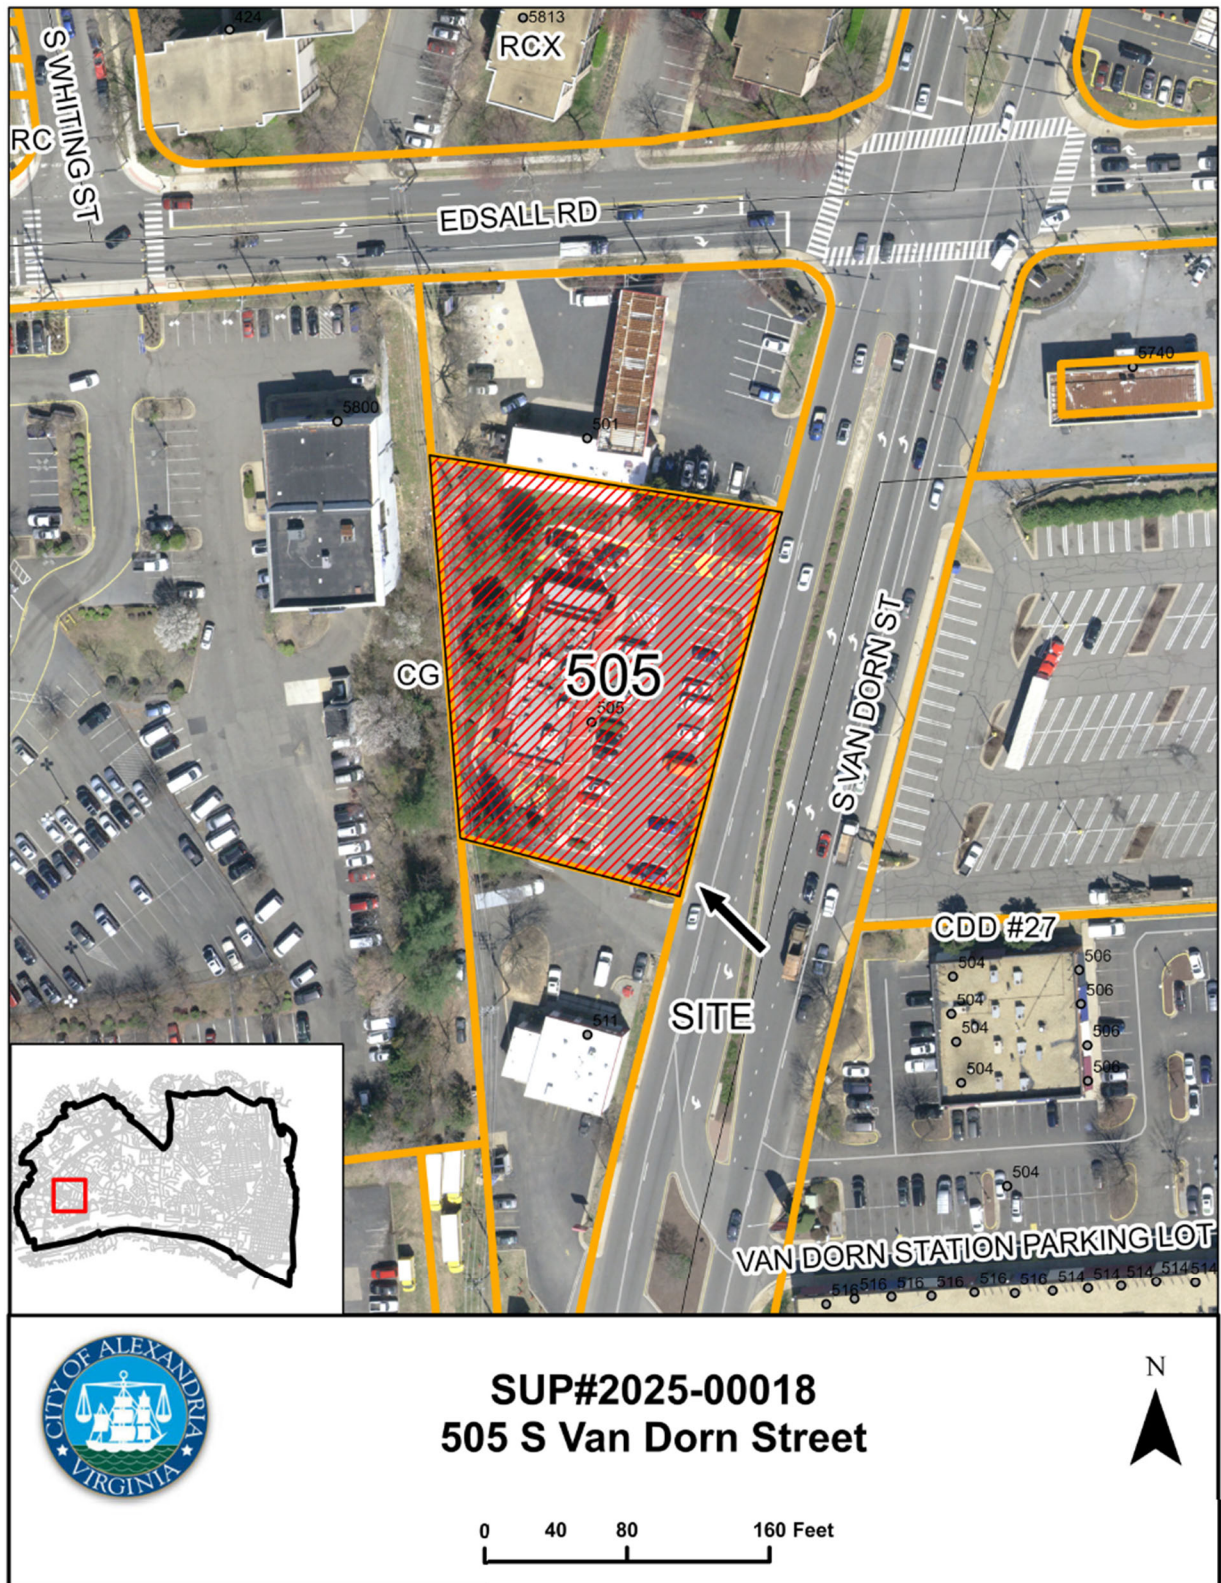 424
5813
RCX
S WHITING ST
RC
EDSALL RD
5740
5800
501
505
CG
505
S VAN DORN ST
CDD #27
504
506
504
506
504
506
504
506
SITE
511
504
VAN DORN STATION PARKING LOT
516 516 516 516 516 516 514 514 514 514 514
CITY OF ALEXANDRIA
VIRGINIA
SUP#2025-00018
505 S Van Dorn Street
N
0 40 80 160 Feet